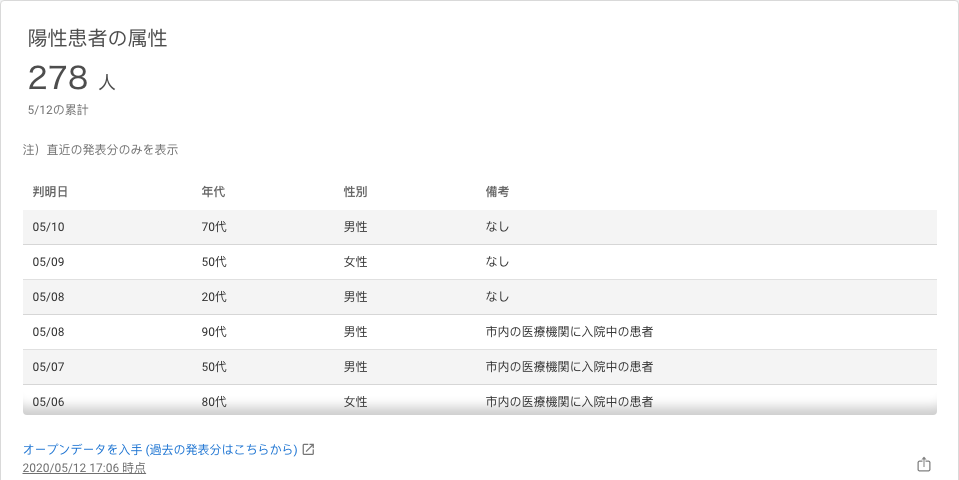 陽性患者の属性
278 人
5/12の累計
注）直近の発表分のみを表示
判明日 年代 性別 備考
05/10 70代 男性 なし
05/09 50代 女性 なし
05/08 20代 男性 なし
05/08 90代 男性 市内の医療機関に入院中の患者
05/07 50代 男性 市内の医療機関に入院中の患者
05/06 80代 女性 市内の医療機関に入院中の患者
オープンデータを入手 (過去の発表分はこちらから)
2020/05/12 17:06 時点